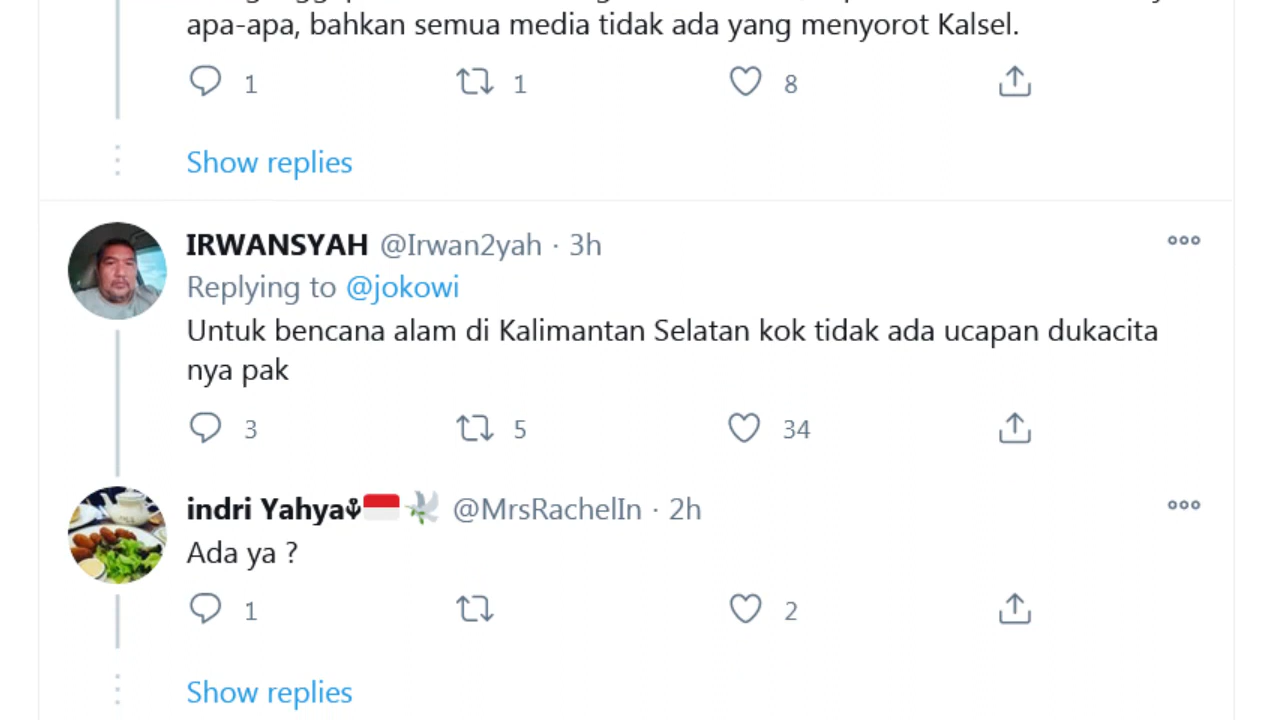 apa-apa, bahkan semua media tidak ada yang menyorot Kalsel.
1 1 8
Show replies
IRWANSYAH @Irwan2yah · 3h
Replying to @jokowi
Untuk bencana alam di Kalimantan Selatan kok tidak ada ucapan dukacita
nya pak
3 5 34
indri Yahya⚓🇮🇩🕊 @MrsRachelIn · 2h
Ada ya ?
1 2
Show replies